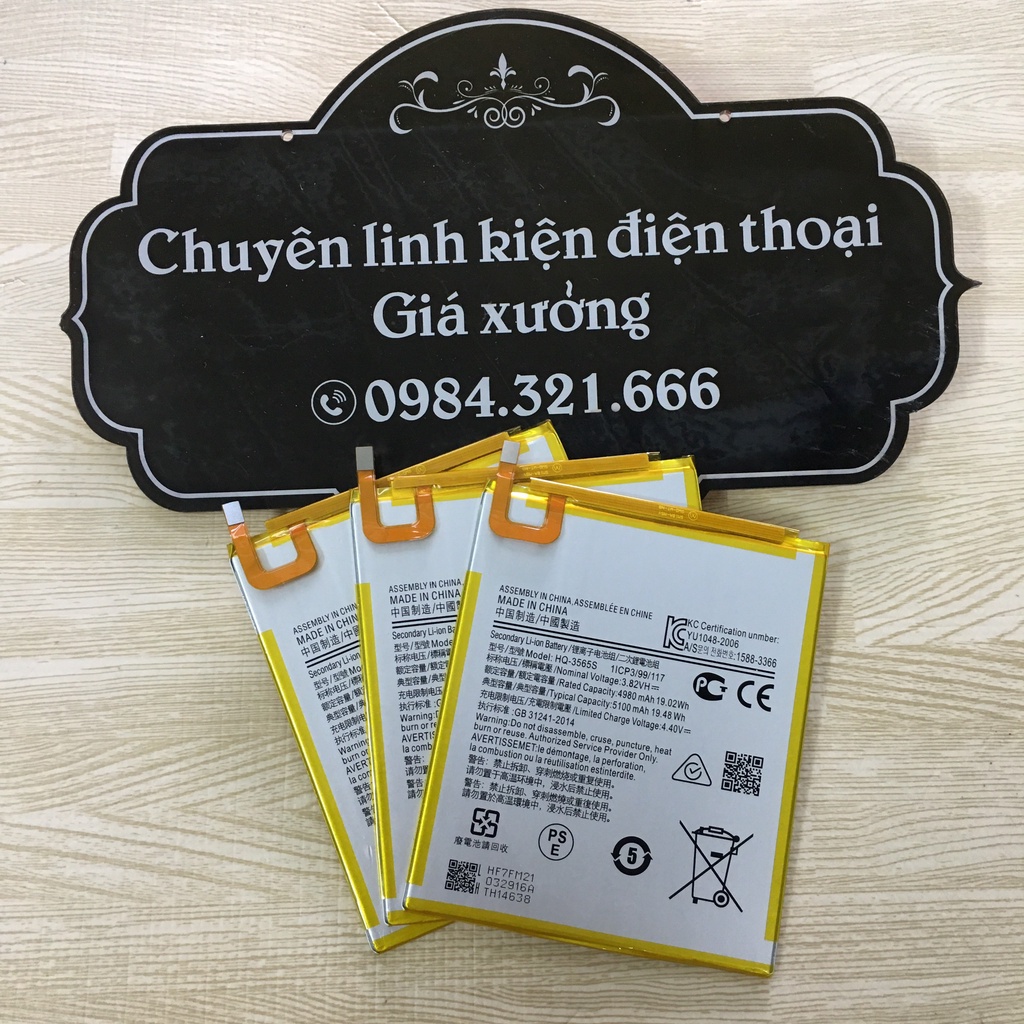 Chuyên linh kiện điện thoại
Giá xưởng
0984.321.666
ASSEMBLY IN CHINA,
MADE IN CHINA
中国制造/中國
Secondary Li-ion
ASSEMBLY IN CHINA,
MADE IN CHINA
中国制造/中國製
Secondary Li-ion Ba
ASSEMBLY IN CHINA, ASSEMBLÉE EN CHINE
MADE IN CHINA
中国制造/中國製造
KC Certification unmber:
YU1048-2006
A/S문의 전화번호:1588-3366
Secondary Li-ion Battery/锂离子电池组/二次鋰電池組
型号/型號 Model: HQ-3565S 1ICP3/99/117
标称电压/標稱電壓/Nominal Voltage:3.82V
额定容量/額定容量/Rated Capacity:4980 mAh 19.02Wh
典型容量/典型容量/Typical Capacity:5100 mAh 19.48 Wh
充电限制电压/充電限制電壓/Limited Charge Voltage:4.40V
执行标准:GB 31241-2014
Warning:Do not disassemble, cruse, puncture, heat
burn or reuse. Authorized Service Provider Only.
AVERTISSEMET:le démontage, la perforation,
la combustion ou la réutilisation estinterdite.
警告: 禁止拆卸、穿刺燃烧或重复使用。
请勿置于高温环境中，浸水后禁止使用。
警告: 禁止拆卸、穿刺燃燒或重復使用。
請勿置於高溫環境中，浸水后禁止使用。
廢電池請回收
PS
E
5
HF7FM21
032916A
TH14638